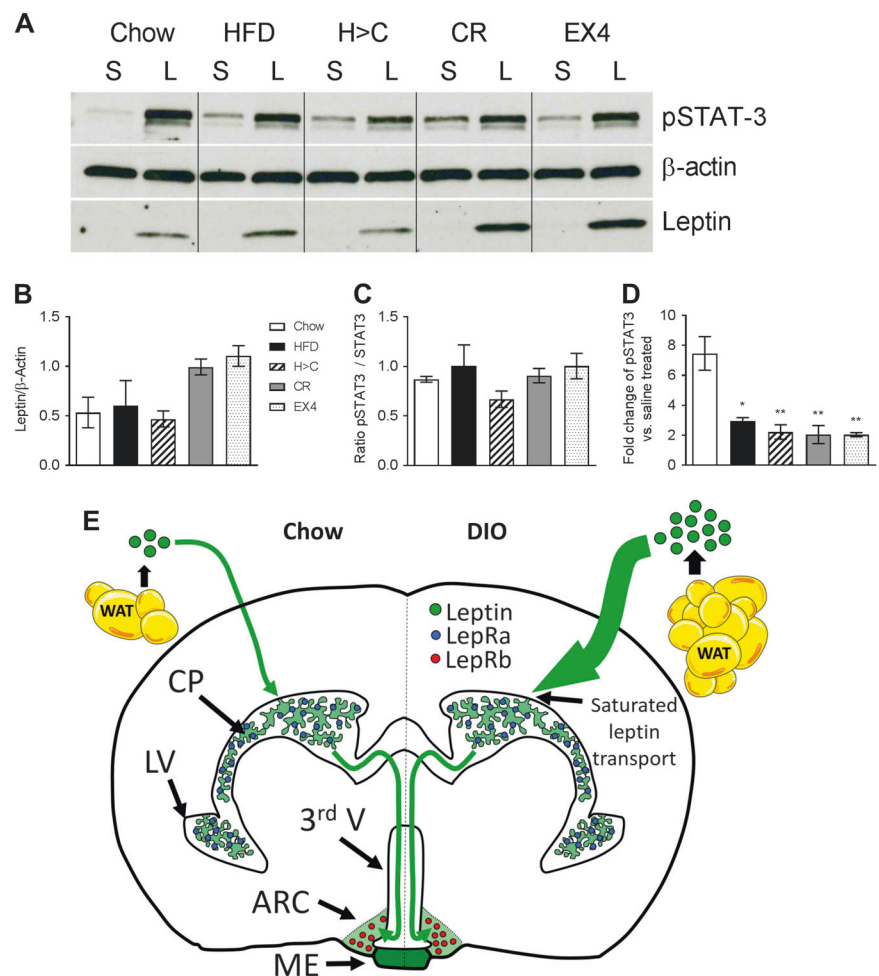 A
Chow HFD H>C CR EX4
S L S L S L S L S L
pSTAT-3
β-actin
Leptin
B
Leptin/β-Actin
1.5
1.0
0.5
0.0
Chow
HFD
H>C
CR
EX4
C
Ratio pSTAT3 / STAT3
1.5
1.0
0.5
0.0
D
Fold change of pSTAT3
vs. saline treated
10
8
6
4
2
0
*
**
**
**
E
Chow
DIO
WAT
WAT
Leptin
LepRa
LepRb
CP
Saturated
leptin
transport
LV
3rd V
ARC
ME